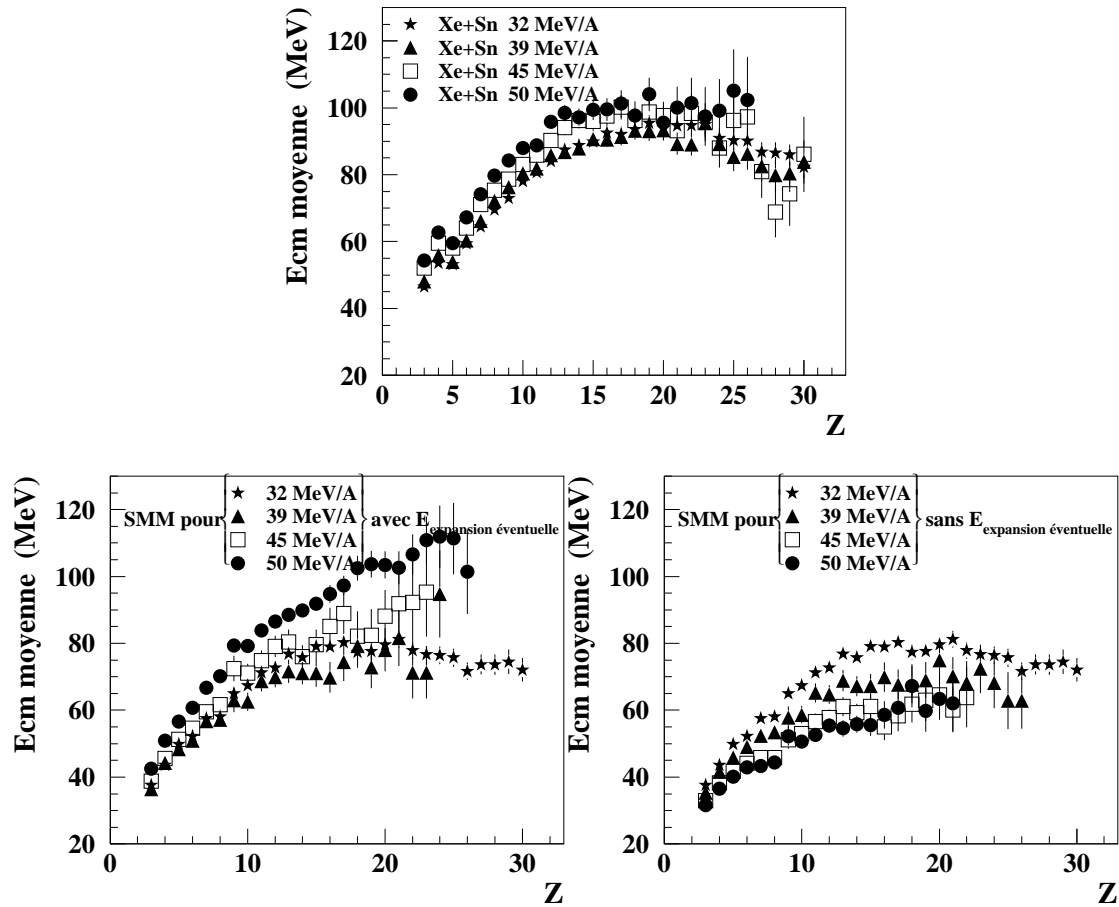 Ecm moyenne (MeV)
120
100
80
60
40
20
★ Xe+Sn 32 MeV/A
▲ Xe+Sn 39 MeV/A
□ Xe+Sn 45 MeV/A
● Xe+Sn 50 MeV/A
0 5 10 15 20 25 30
Z
Ecm moyenne (MeV)
120
100
80
60
40
20
★ 32 MeV/A
▲ 39 MeV/A
□ 45 MeV/A
● 50 MeV/A
SMM pour
avec E expansion éventuelle
0 10 20 30
Z
Ecm moyenne (MeV)
120
100
80
60
40
20
★ 32 MeV/A
▲ 39 MeV/A
□ 45 MeV/A
● 50 MeV/A
SMM pour
sans E expansion éventuelle
0 10 20 30
Z